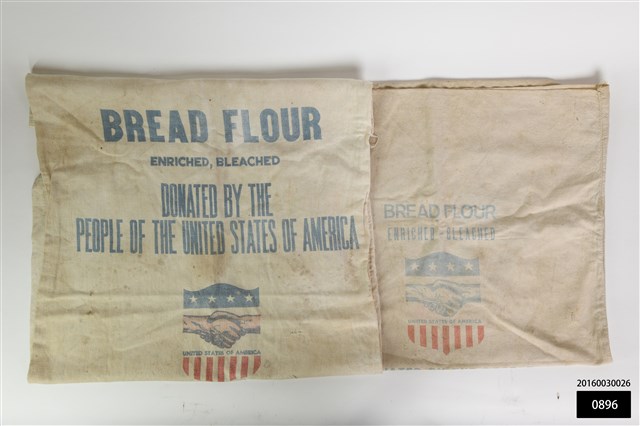 BREAD FLOUR
ENRICHED, BLEACHED
DONATED BY THE
PEOPLE OF THE UNITED STATES OF AMERICA
UNITED STATES OF AMERICA
BREAD FLOUR
ENRICHED - BLEACHED
UNITED STATES OF AMERICA
20160030026
0896